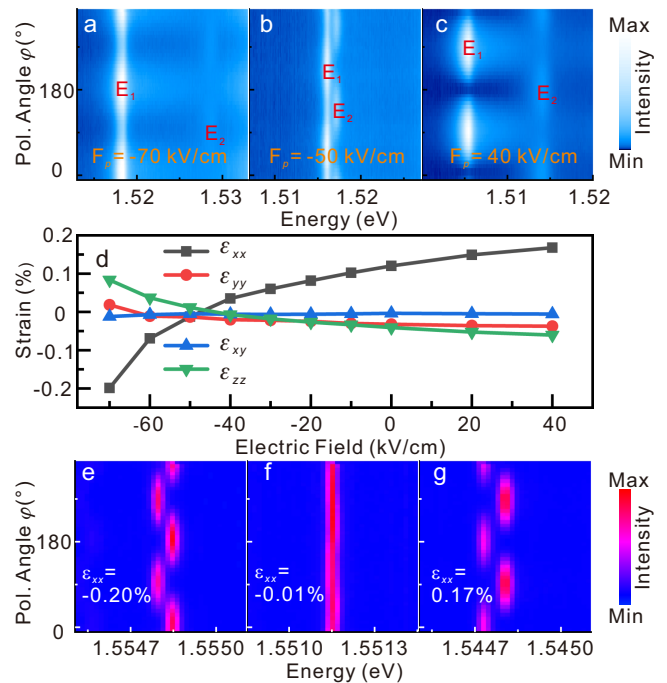 a b c
Pol. Angle φ(°)
180
0
E₁
E₂
E₁
E₂
E₁
E₂
Fₚ= -70 kV/cm Fₚ= -50 kV/cm Fₚ= 40 kV/cm
1.52 1.53 1.52 1.51 1.52
Energy (eV)
Max
Intensity
Min
d
Strain (%)
0.2
0.1
0
-0.1
-0.2
εxx
εyy
εxy
εzz
-60 -40 -20 0 20 40
Electric Field (kV/cm)
e f g
Pol. Angle φ(°)
180
0
εxx=
-0.20%
εxx=
-0.01%
εxx=
0.17%
1.5547 1.5550 1.5510 1.5513 1.5447 1.5450
Energy (eV)
Max
Intensity
Min